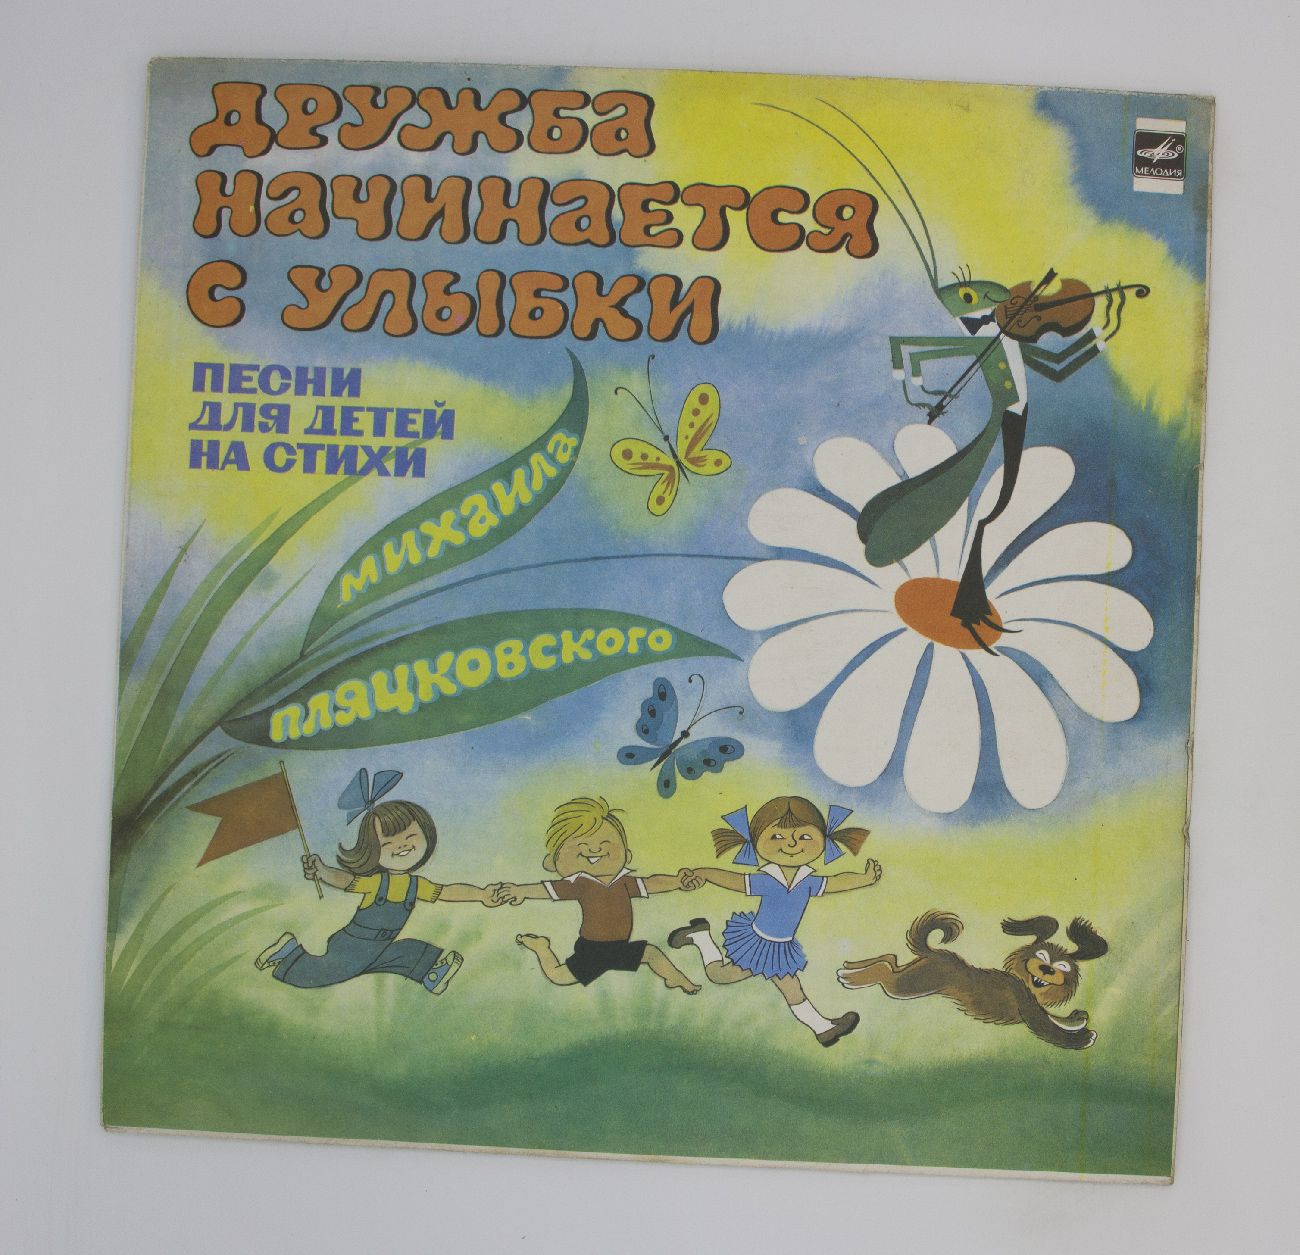 ДРУЖБА
НАЧИНАЕТСЯ
С УЛЫБКИ
МЕЛОДИЯ
ПЕСНИ
ДЛЯ ДЕТЕЙ
НА СТИХИ
МИХАИЛА
ПЛЯЦКОВСКОГО